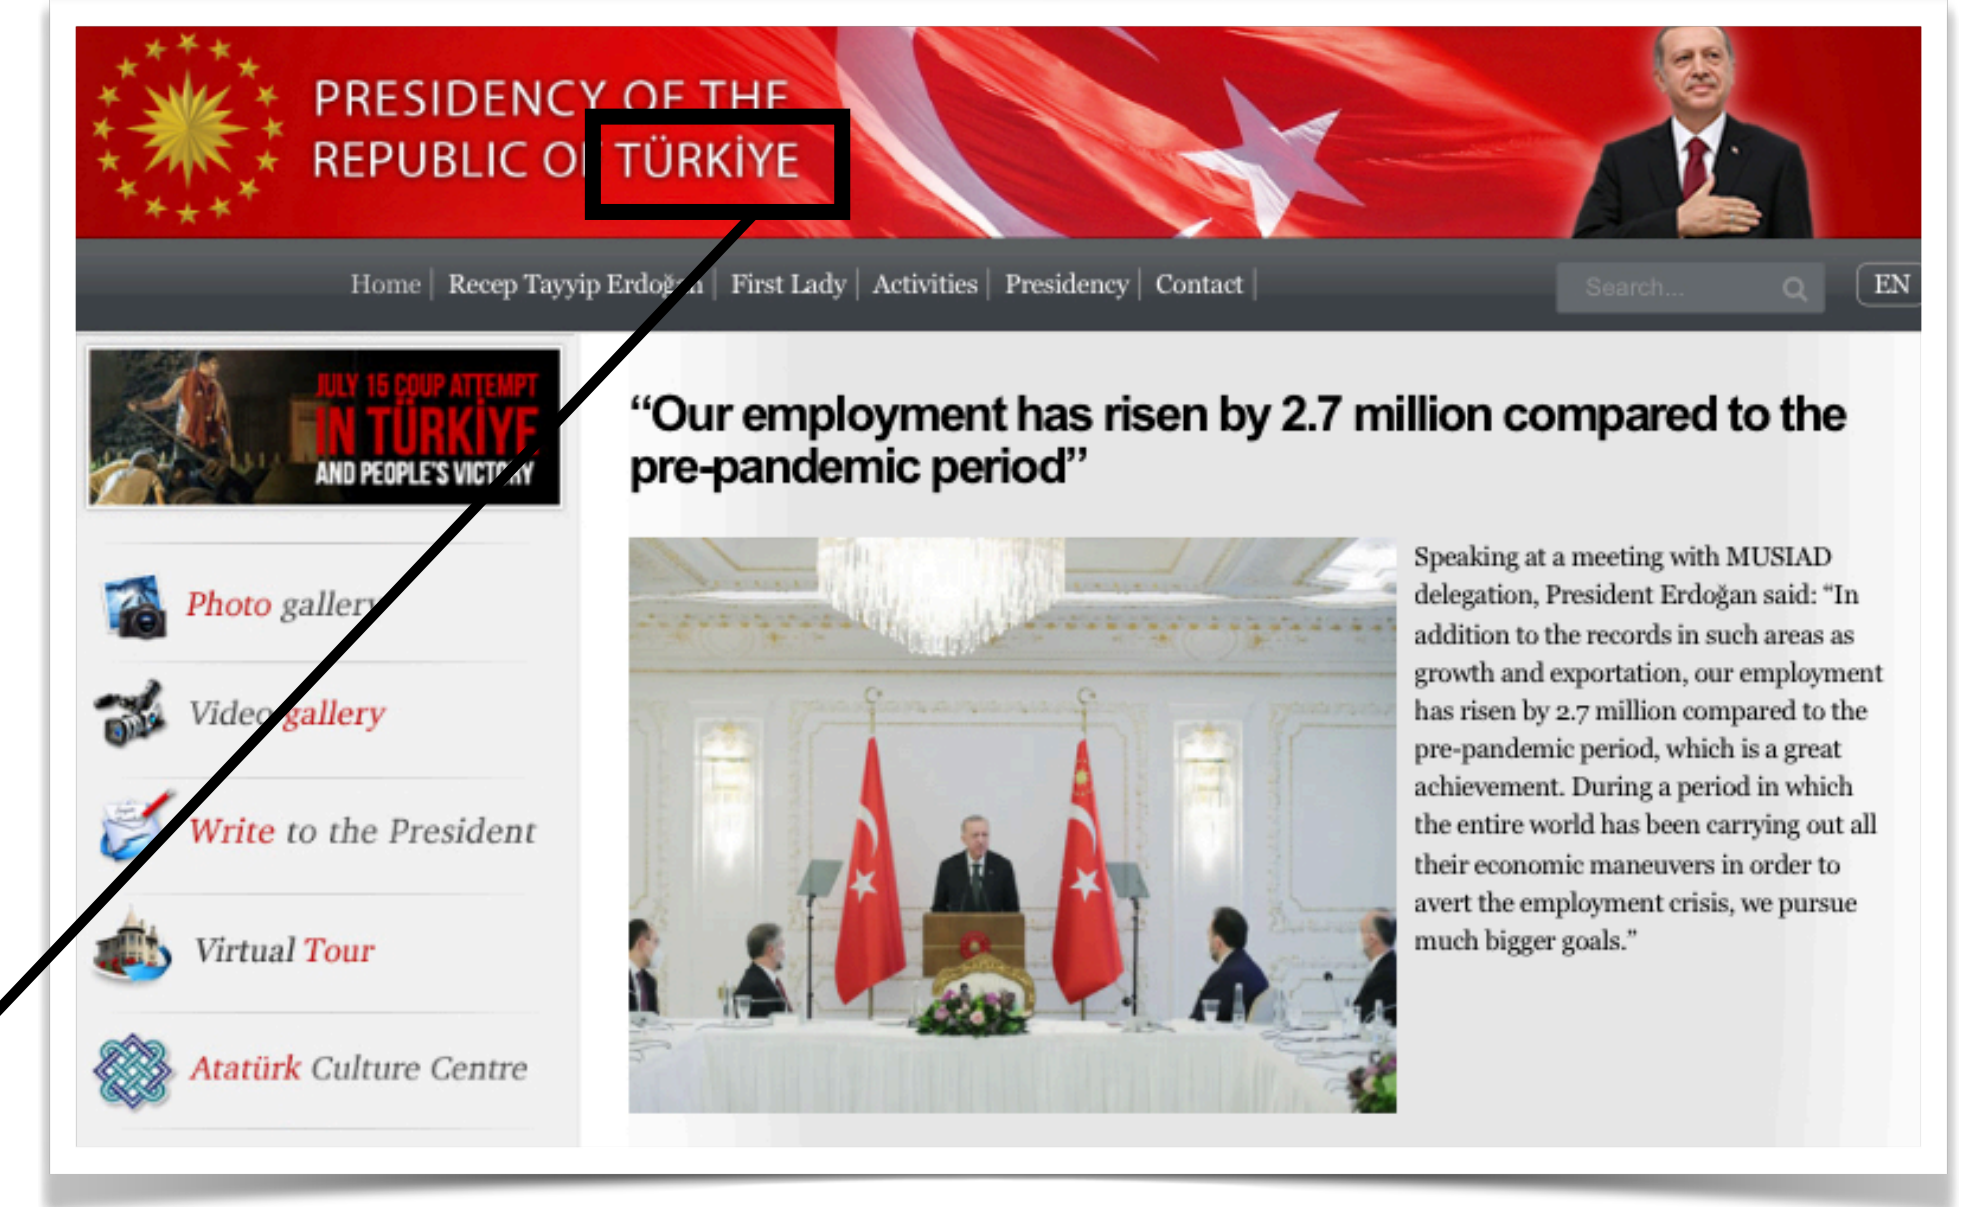 PRESIDENCY OF THE
REPUBLIC OF TÜRKİYE
Home | Recep Tayyip Erdoğan | First Lady | Activities | Presidency | Contact |
Search...
EN
JULY 15 COUP ATTEMPT
IN TÜRKİYE
AND PEOPLE'S VICTORY
“Our employment has risen by 2.7 million compared to the
pre-pandemic period”
Photo gallery
Video gallery
Write to the President
Virtual Tour
Atatürk Culture Centre
Speaking at a meeting with MUSIAD
delegation, President Erdoğan said: “In
addition to the records in such areas as
growth and exportation, our employment
has risen by 2.7 million compared to the
pre-pandemic period, which is a great
achievement. During a period in which
the entire world has been carrying out all
their economic maneuvers in order to
avert the employment crisis, we pursue
much bigger goals.”